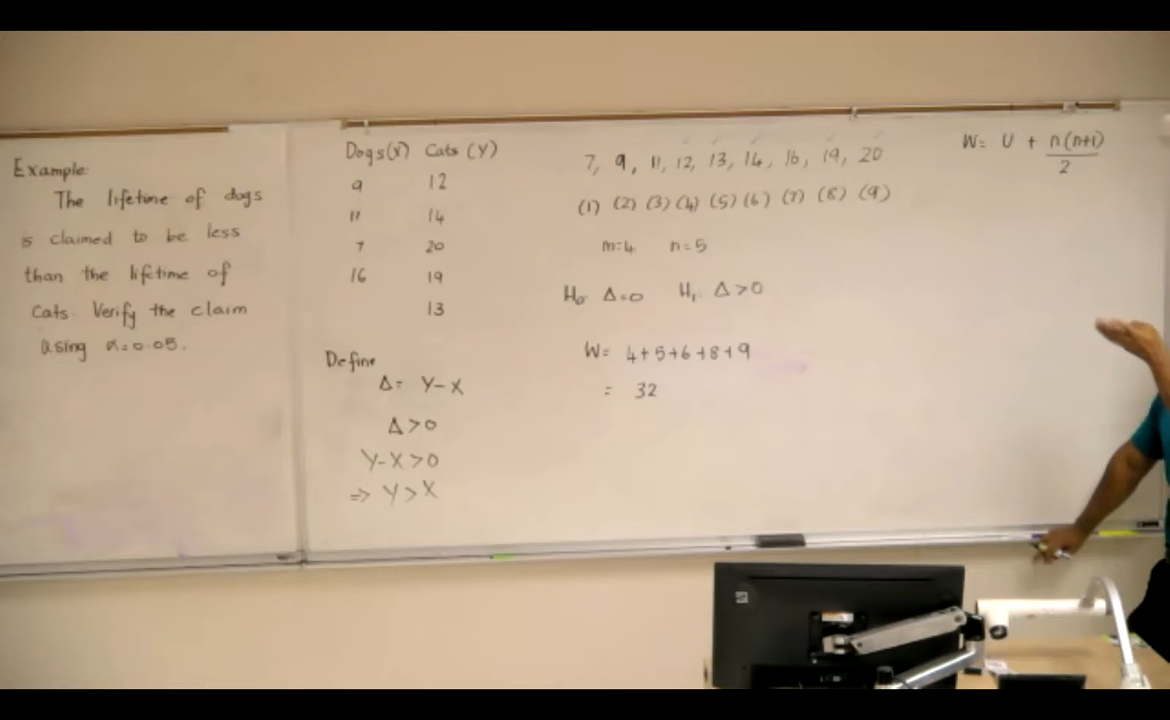 Example:
The lifetime of dogs
is claimed to be less
than the lifetime of
Cats. Verify the claim
using α=0.05.
Dogs(X) Cats (Y)
9 12
11 14
7 20
16 19
13
Define
Δ= Y-X
Δ>0
Y-X>0
⇒ Y>X
7, 9, 11, 12, 13, 14, 16, 19, 20
(1) (2) (3) (4) (5) (6) (7) (8) (9)
m=4 n=5
H₀: Δ=0 H₁: Δ>0
W= 4+5+6+8+9
= 32
W= U + n(n+1)/2